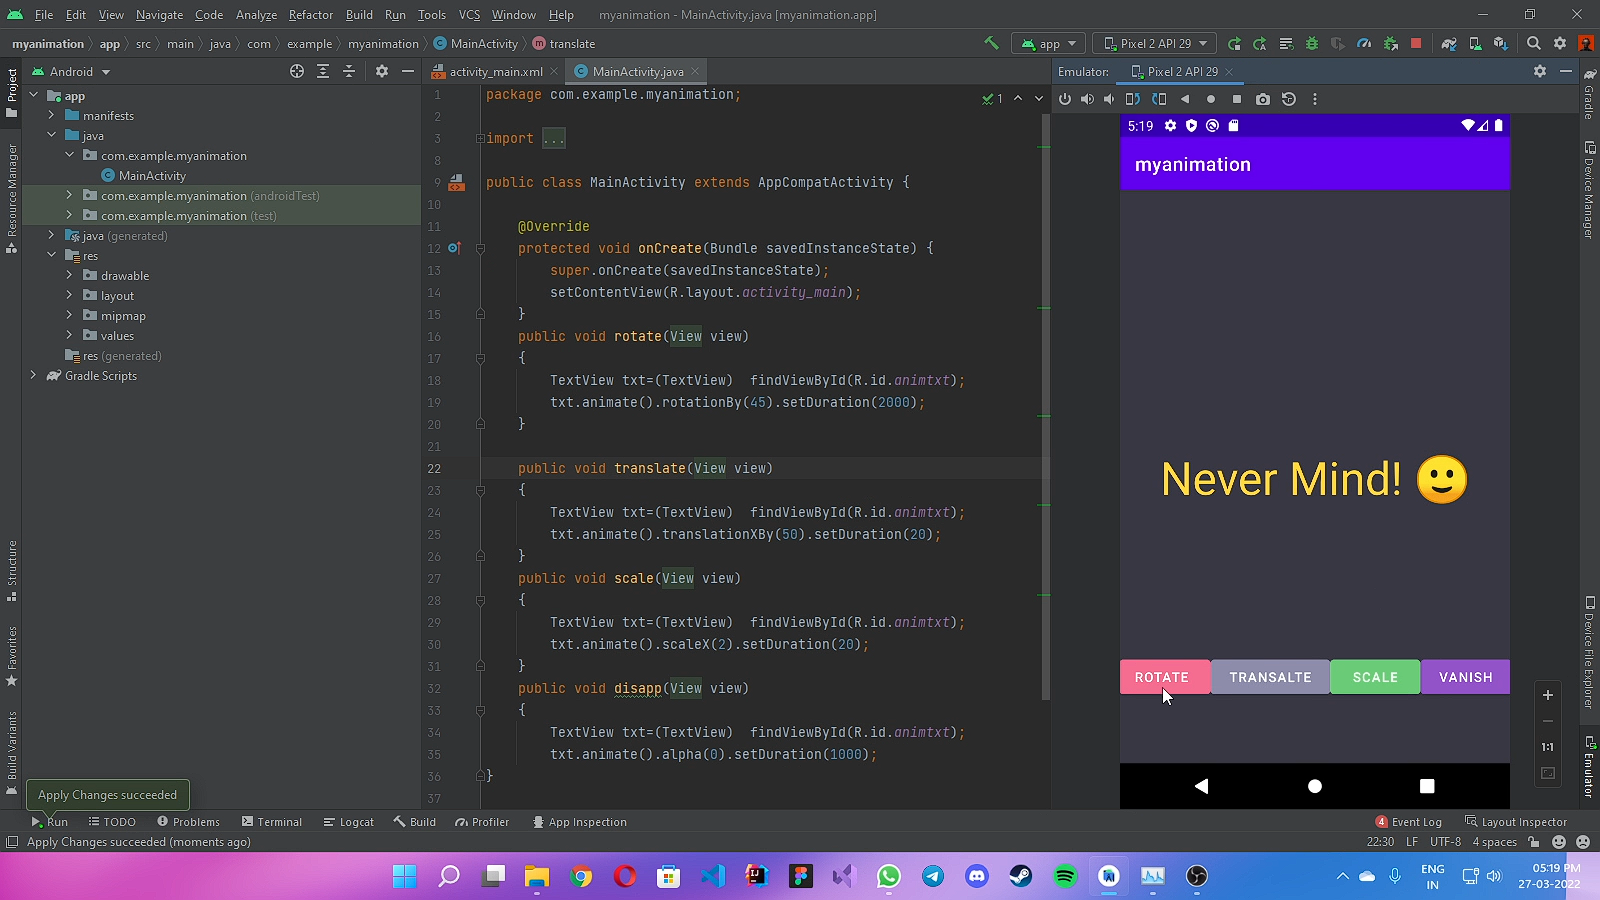 File Edit View Navigate Code Analyze Refactor Build Run Tools VCS Window Help myanimation - MainActivity.java [myanimation.app]
myanimation app src main java com example myanimation MainActivity translate app Pixel 2 API 29
Project
Resource Manager
Structure
Favorites
Build Variants
Android
app
manifests
java
com.example.myanimation
MainActivity
com.example.myanimation (androidTest)
com.example.myanimation (test)
java (generated)
res
drawable
layout
mipmap
values
res (generated)
Gradle Scripts
activity_main.xml MainActivity.java
1 package com.example.myanimation;
2
3 import ...
8
9 public class MainActivity extends AppCompatActivity {
10
11 @Override
12 protected void onCreate(Bundle savedInstanceState) {
13 super.onCreate(savedInstanceState);
14 setContentView(R.layout.activity_main);
15 }
16 public void rotate(View view)
17 {
18 TextView txt=(TextView) findViewById(R.id.animtxt);
19 txt.animate().rotationBy(45).setDuration(2000);
20 }
21
22 public void translate(View view)
23 {
24 TextView txt=(TextView) findViewById(R.id.animtxt);
25 txt.animate().translationXBy(50).setDuration(20);
26 }
27 public void scale(View view)
28 {
29 TextView txt=(TextView) findViewById(R.id.animtxt);
30 txt.animate().scaleX(2).setDuration(20);
31 }
32 public void disapp(View view)
33 {
34 TextView txt=(TextView) findViewById(R.id.animtxt);
35 txt.animate().alpha(0).setDuration(1000);
36 }
37
1
Emulator: Pixel 2 API 29
5:19
myanimation
Never Mind! 🙂
ROTATE TRANSALTE SCALE VANISH
1:1
Gradle
Device Manager
Device File Explorer
Emulator
Apply Changes succeeded
Run TODO Problems Terminal Logcat Build Profiler App Inspection 4 Event Log Layout Inspector
Apply Changes succeeded (moments ago) 22:30 LF UTF-8 4 spaces
ENG
IN
05:19 PM
27-03-2022